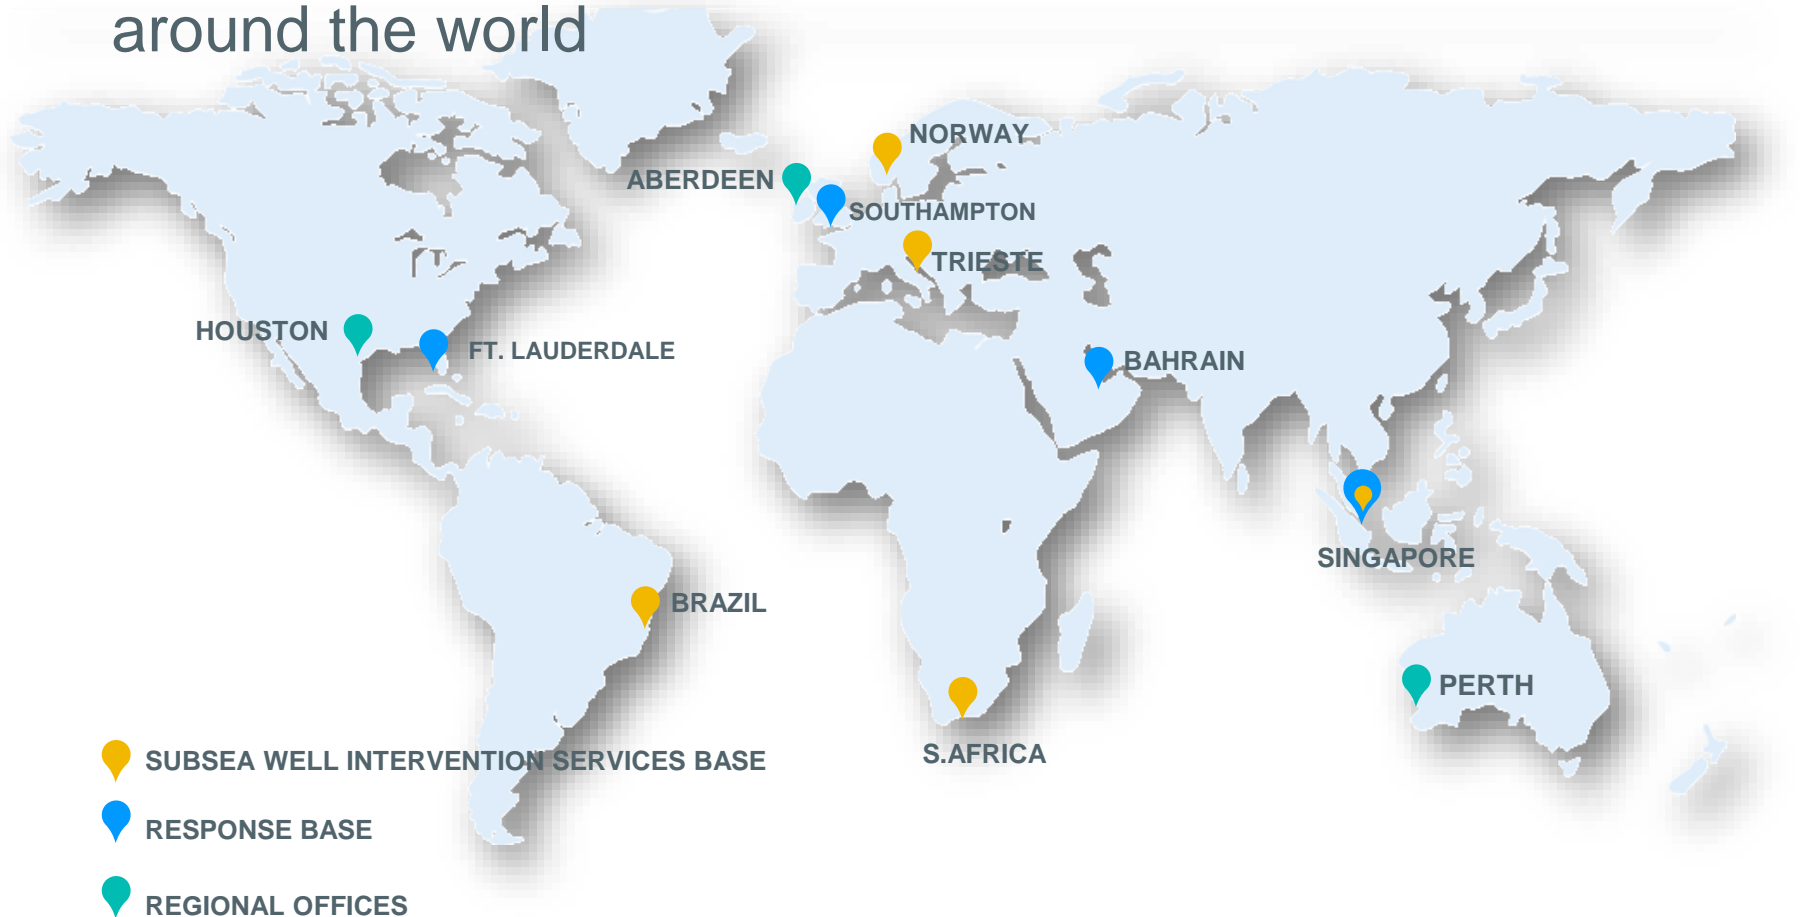 around the world
NORWAY
ABERDEEN
SOUTHAMPTON
TRIESTE
HOUSTON
FT. LAUDERDALE
BAHRAIN
SINGAPORE
BRAZIL
PERTH
S.AFRICA
SUBSEA WELL INTERVENTION SERVICES BASE
RESPONSE BASE
REGIONAL OFFICES